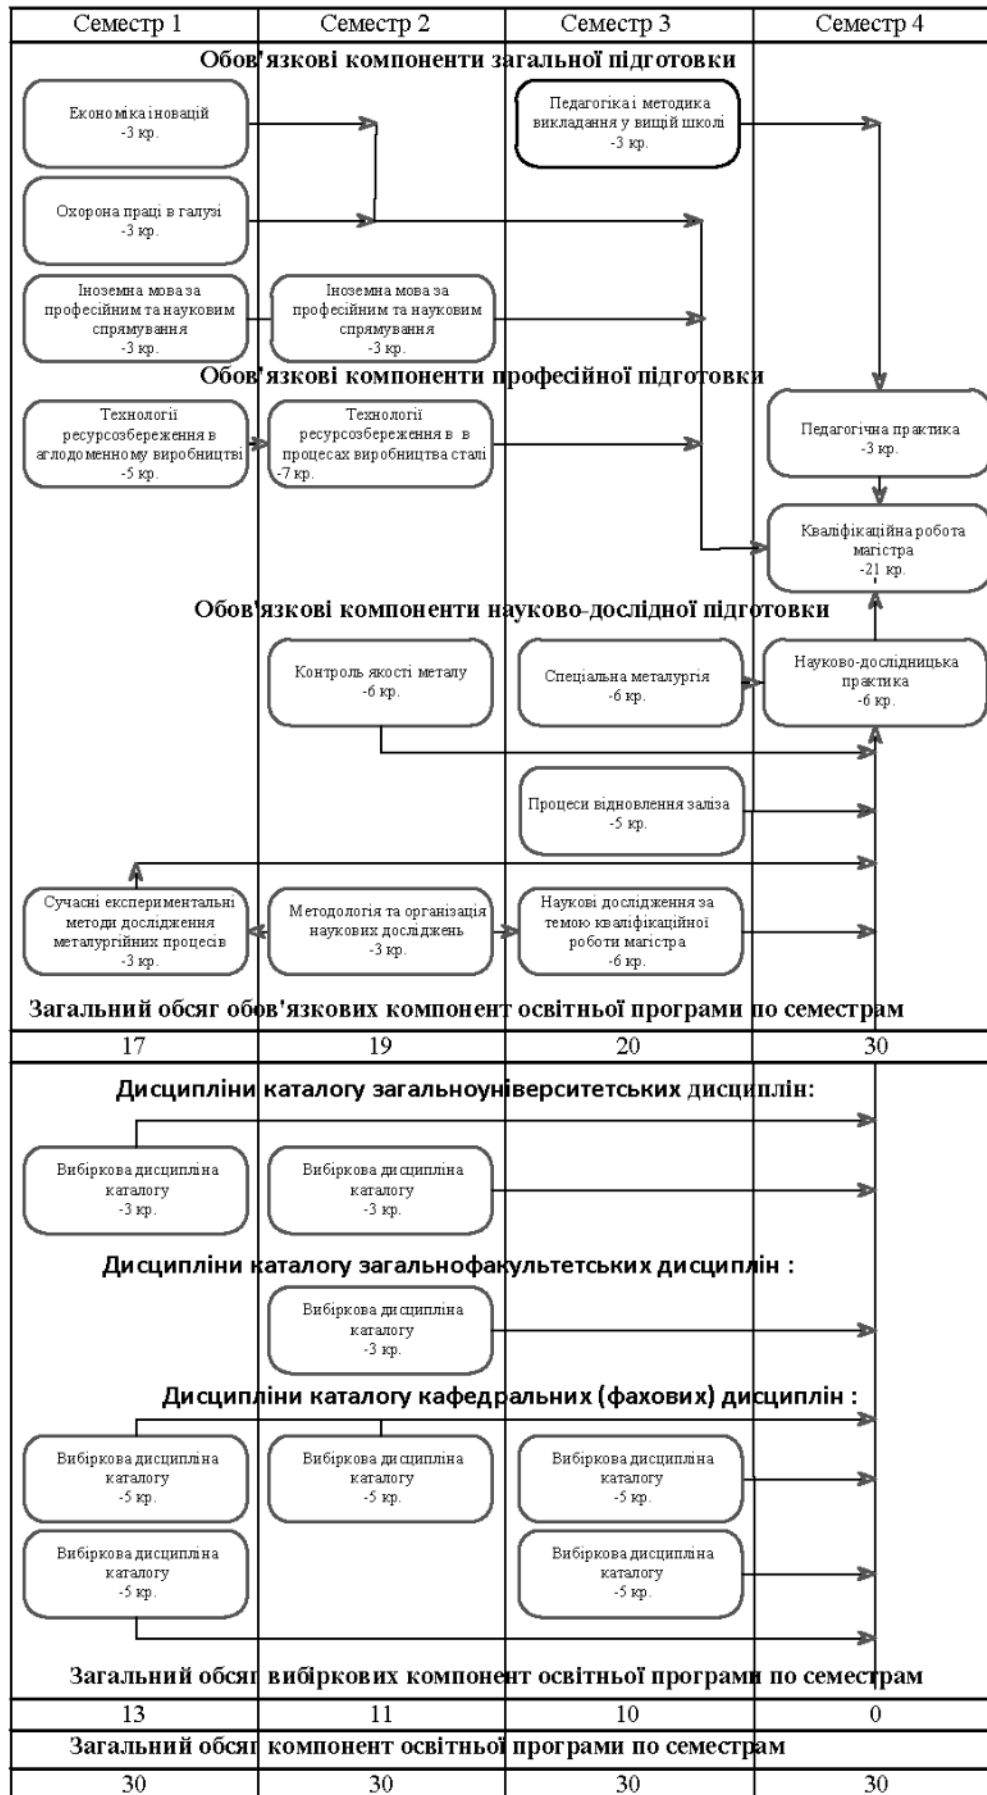 Семестр 1
Семестр 2
Семестр 3
Семестр 4
Обов'язкові компоненти загальної підготовки
Економіка іновацій
-3 кр.
Педагогіка і методика
викладання у вищій школі
-3 кр.
Охорона праці в галузі
-3 кр.
Іноземна мова за
професійним та науковим
спрямування
-3 кр.
Іноземна мова за
професійним та науковим
спрямування
-3 кр.
Обов'язкові компоненти професійної підготовки
Технології
ресурсозбереження в
аглодоменному виробництві
-5 кр.
Технології
ресурсозбереження в в
процесах виробництва сталі
-7 кр.
Педагогічна практика
-3 кр.
Кваліфікаційна робота
магістра
-21 кр.
Обов'язкові компоненти науково-дослідної підготовки
Контроль якості металу
-6 кр.
Спеціальна металургія
-6 кр.
Науково-дослідницька
практика
-6 кр.
Процеси відновлення заліза
-5 кр.
Сучасні експериментальні
методи дослідження
металургійних процесів
-3 кр.
Методологія та організація
наукових досліджень
-3 кр.
Наукові дослідження за
темою кваліфікаційної
роботи магістра
-6 кр.
Загальний обсяг обов'язкових компонент освітньої програми по семестрам
17
19
20
30
Дисципліни каталогу загальноуніверситетських дисциплін:
Вибіркова дисципліна
каталогу
-3 кр.
Вибіркова дисципліна
каталогу
-3 кр.
Дисципліни каталогу загальнофакультетських дисциплін :
Вибіркова дисципліна
каталогу
-3 кр.
Дисципліни каталогу кафедральних (фахових) дисциплін :
Вибіркова дисципліна
каталогу
-5 кр.
Вибіркова дисципліна
каталогу
-5 кр.
Вибіркова дисципліна
каталогу
-5 кр.
Вибіркова дисципліна
каталогу
-5 кр.
Вибіркова дисципліна
каталогу
-5 кр.
Загальний обсяг вибіркових компонент освітньої програми по семестрам
13
11
10
0
Загальний обсяг компонент освітньої програми по семестрам
30
30
30
30